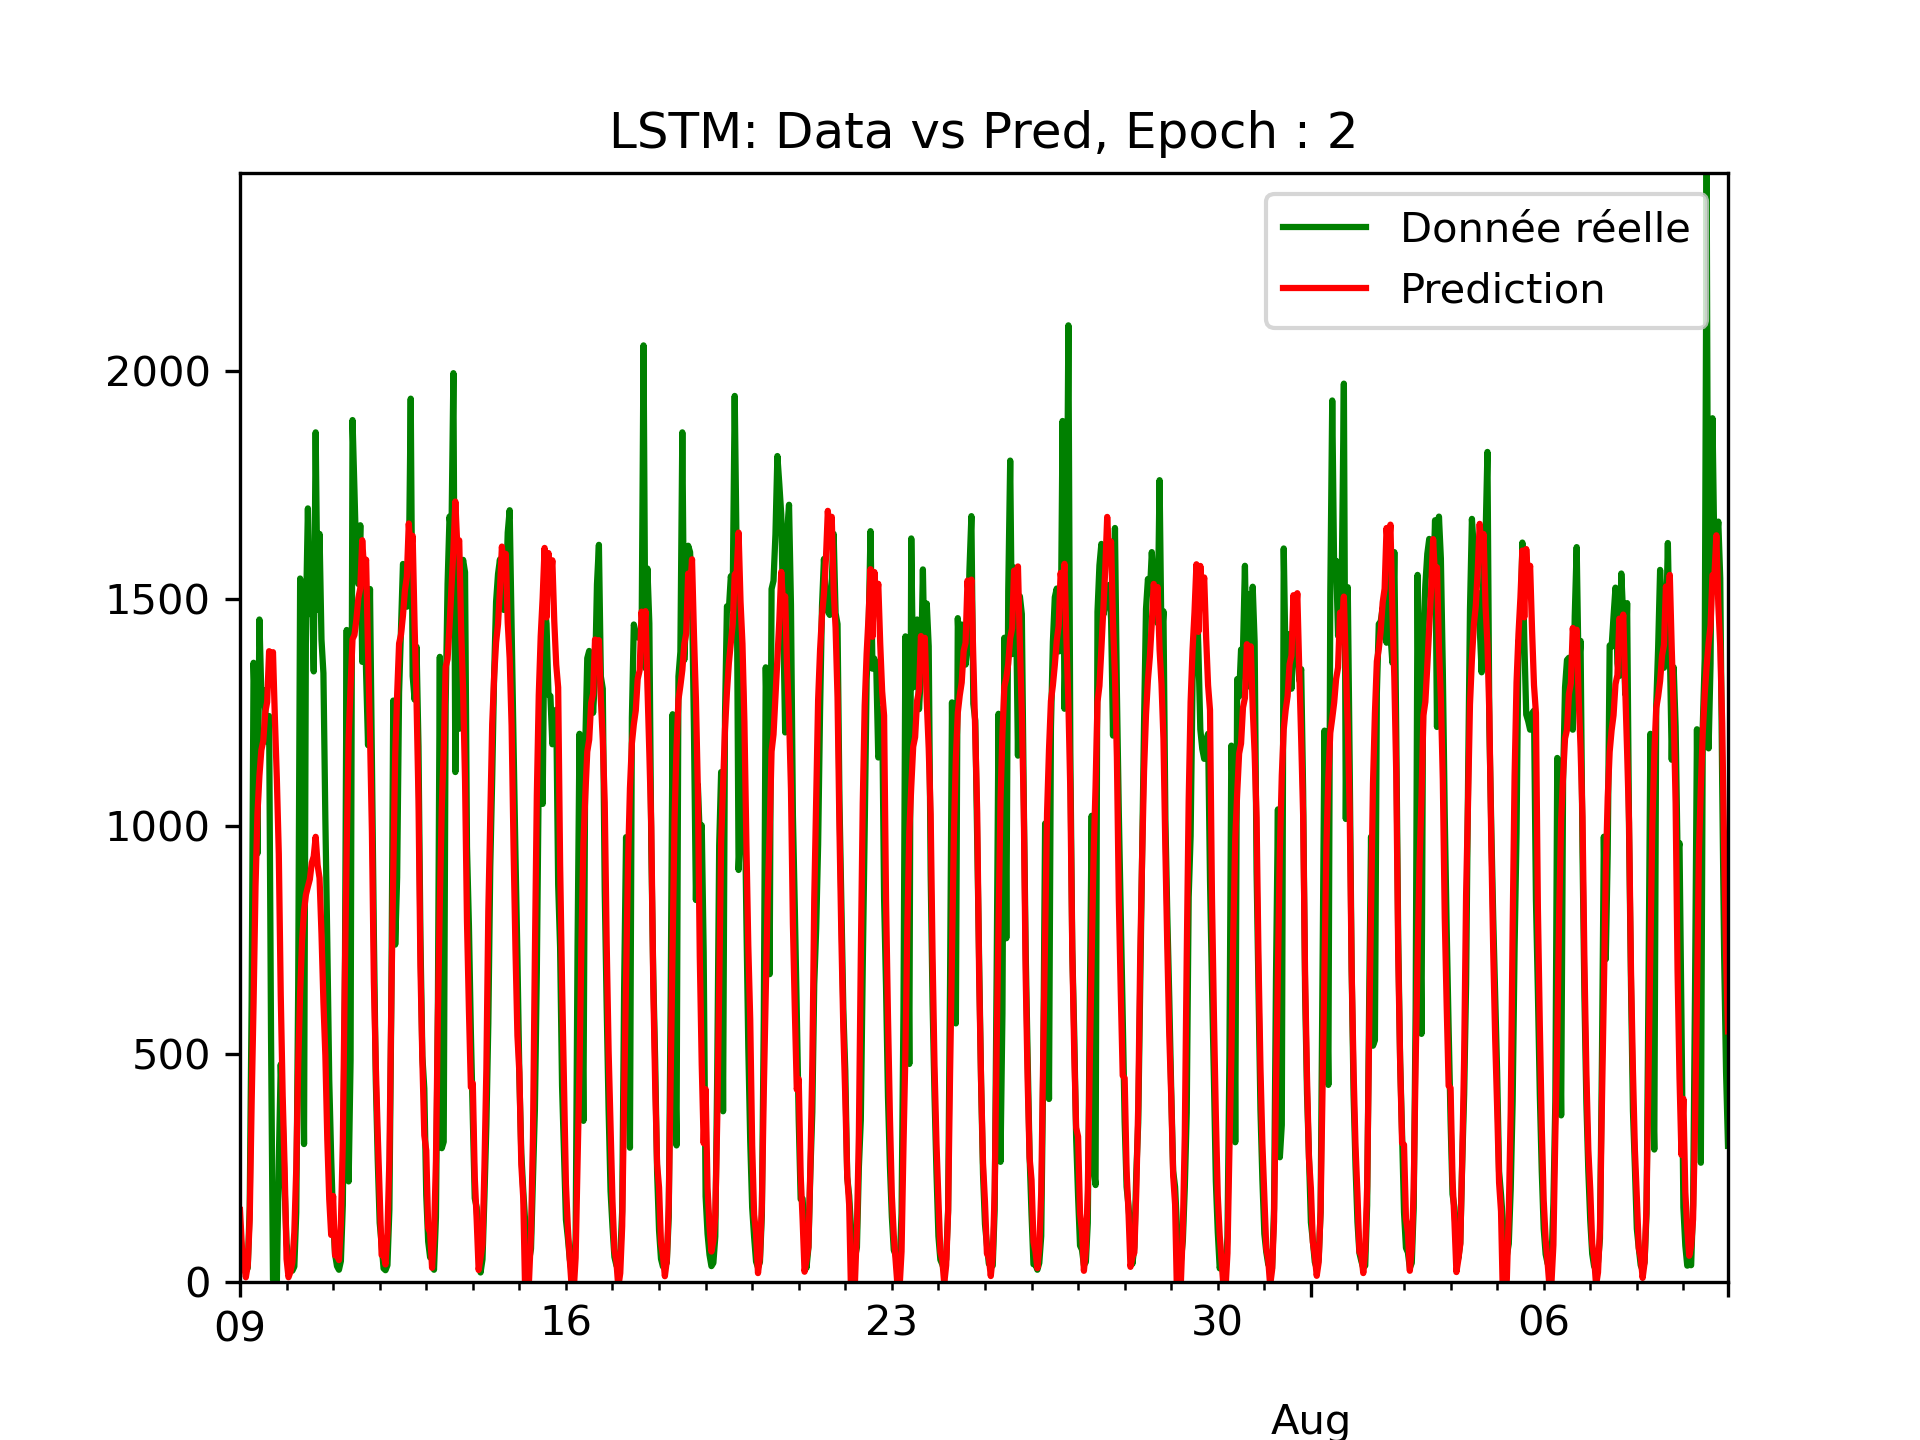 LSTM: Data vs Pred, Epoch : 2
Donnée réelle
Prediction
2000
1500
1000
500
0
09
16
23
30
06
Aug